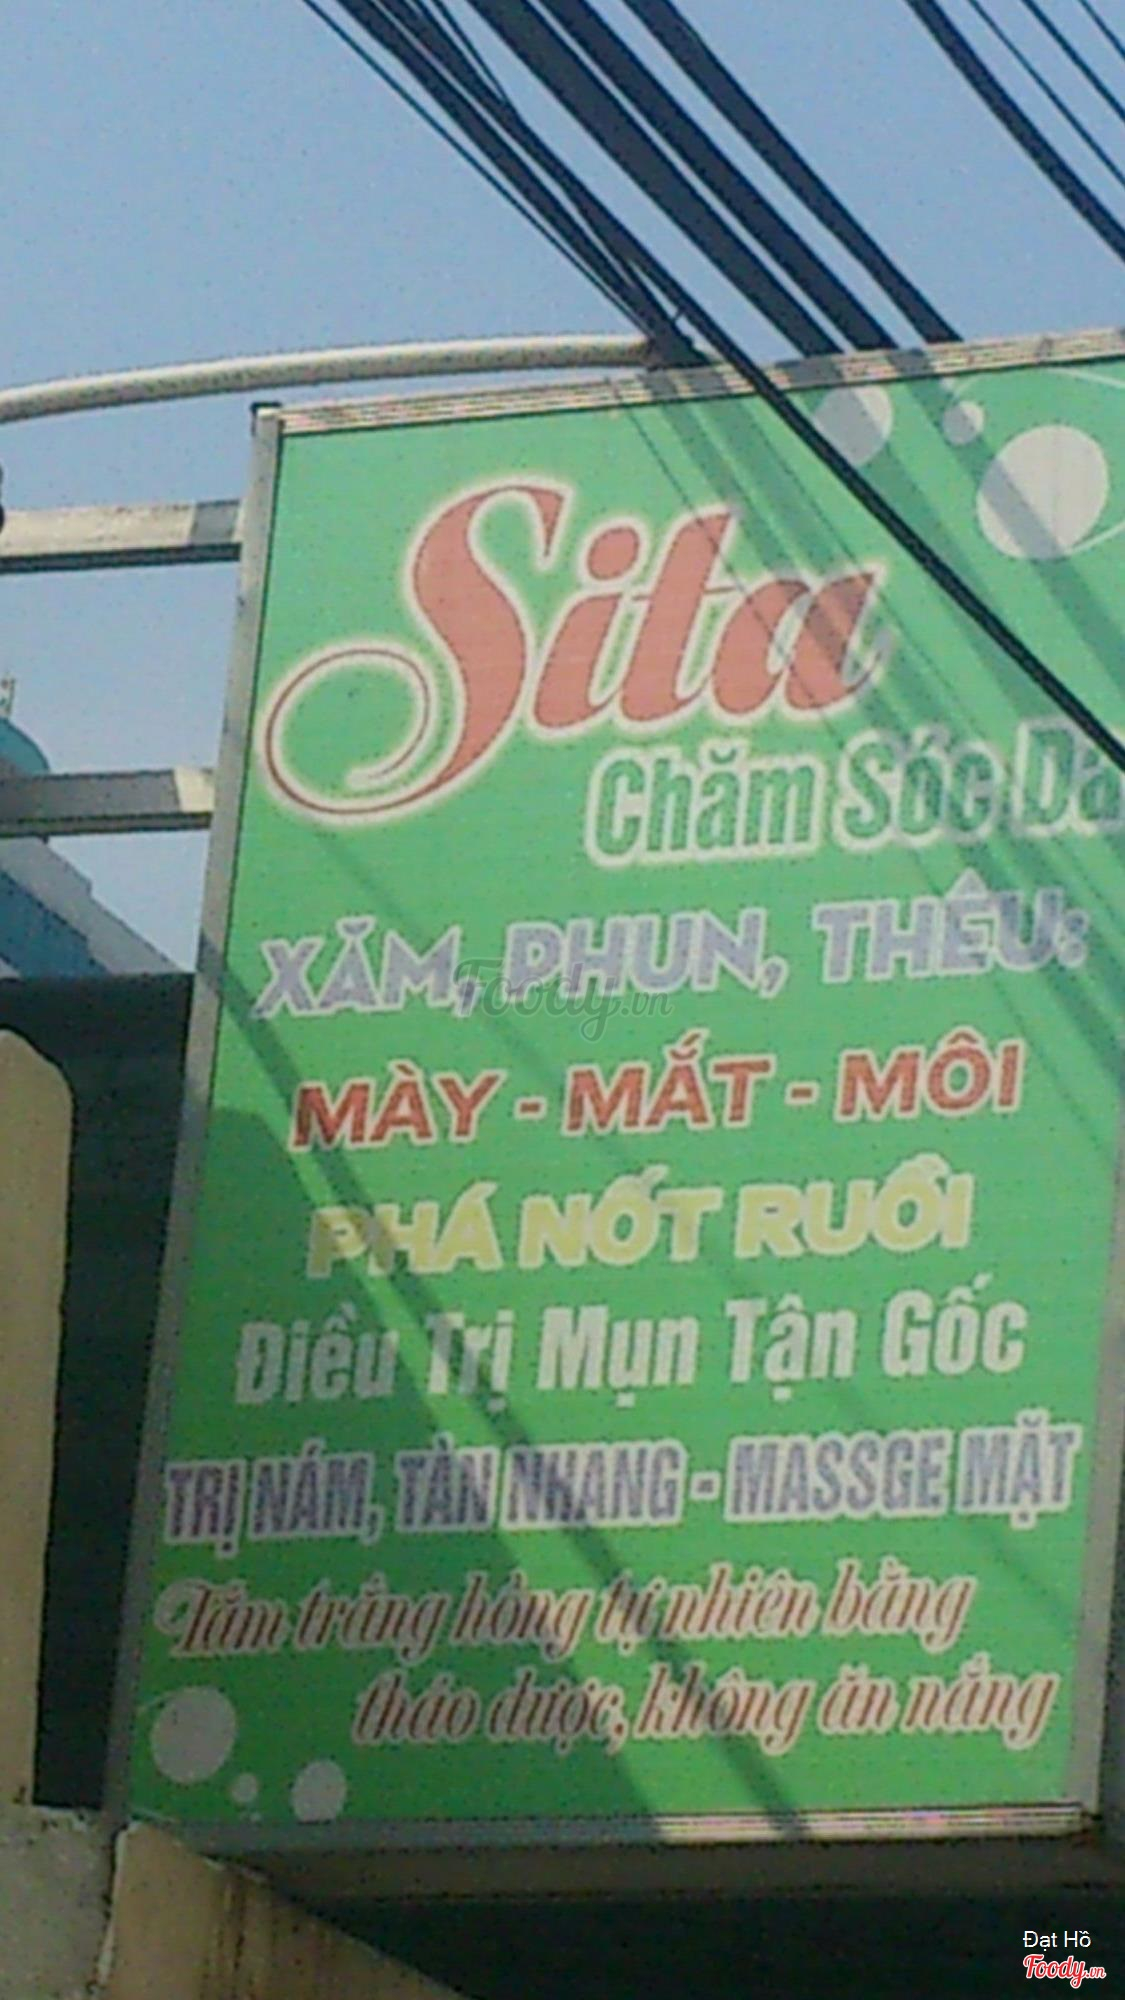 Sita
Chăm Sóc Da
XĂM, PHUN, THÊU:
MÀY - MẮT - MÔI
PHÁ NỐT RUỒI
Điều Trị Mụn Tận Gốc
TRỊ NÁM, TÀN NHANG - MASSGE MẶT
Tắm trắng hồng tự nhiên bằng
thảo dược, không ăn nắng
Foody.vn
Đạt Hồ
Foody.vn